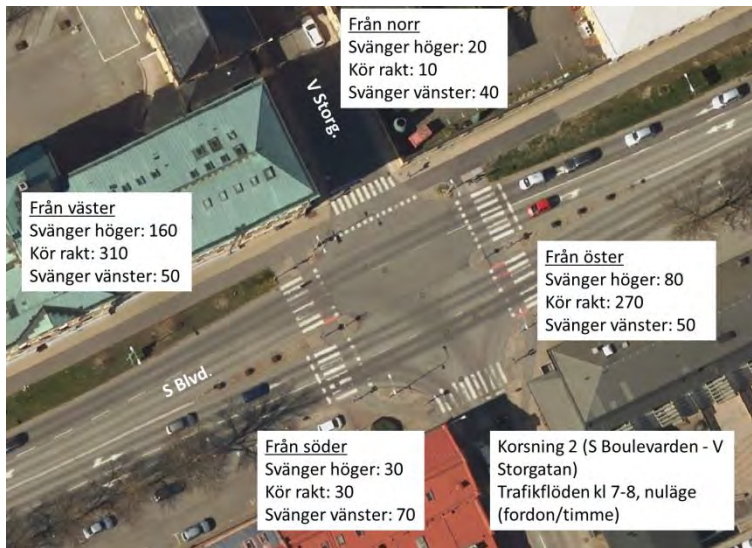 Från norr
Svänger höger: 20
Kör rakt: 10
Svänger vänster: 40
V Storg.
Från väster
Svänger höger: 160
Kör rakt: 310
Svänger vänster: 50
Från öster
Svänger höger: 80
Kör rakt: 270
Svänger vänster: 50
S Blvd.
Från söder
Svänger höger: 30
Kör rakt: 30
Svänger vänster: 70
Korsning 2 (S Boulevarden - V
Storgatan)
Trafikflöden kl 7-8, nuläge
(fordon/timme)